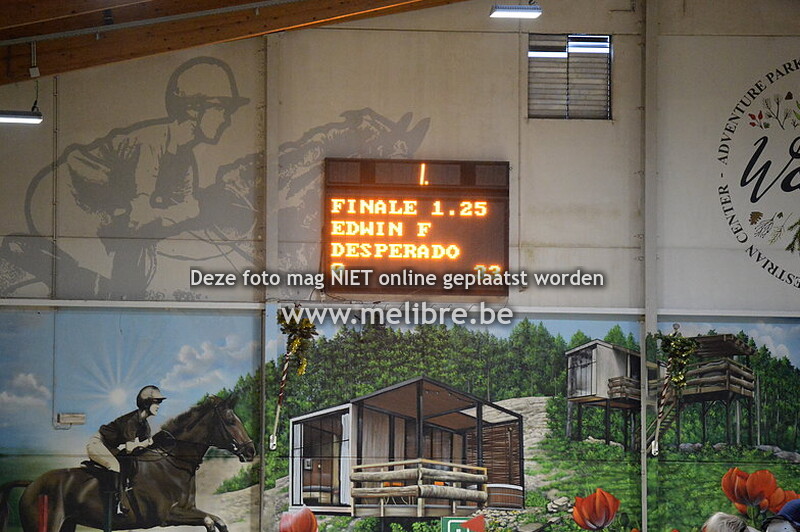 1.
FINALE 1.25
EDWIN F
DESPERADO
Deze foto mag NIET online geplaatst worden
www.melibre.be
ADVENTURE PARK
CENTER